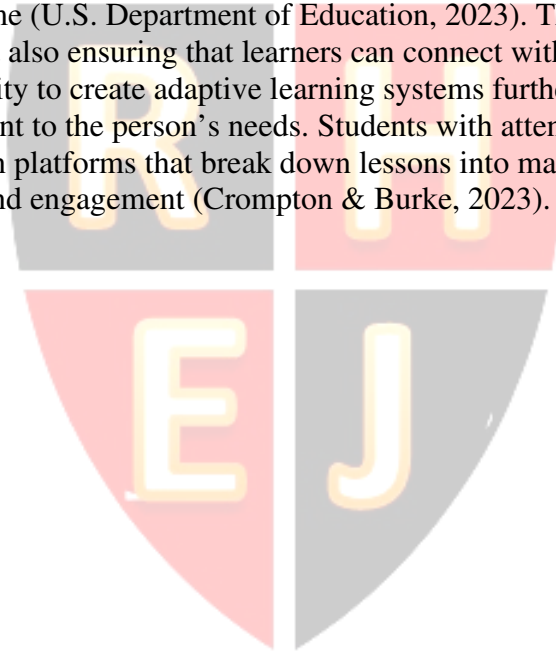 ne (U.S. Department of Education, 2023). T
also ensuring that learners can connect wit
ity to create adaptive learning systems furthe
nt to the person's needs. Students with atten
n platforms that break down lessons into ma
nd engagement (Crompton & Burke, 2023).
R H
E J